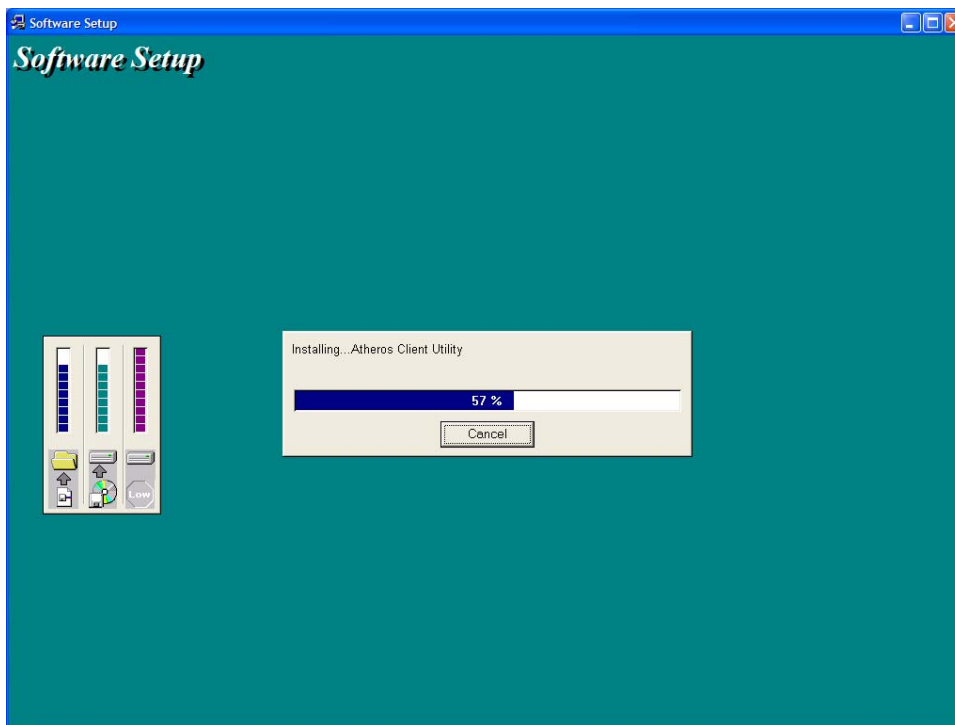 Software Setup
Software Setup
Installing...Atheros Client Utility
57 %
Cancel
Low